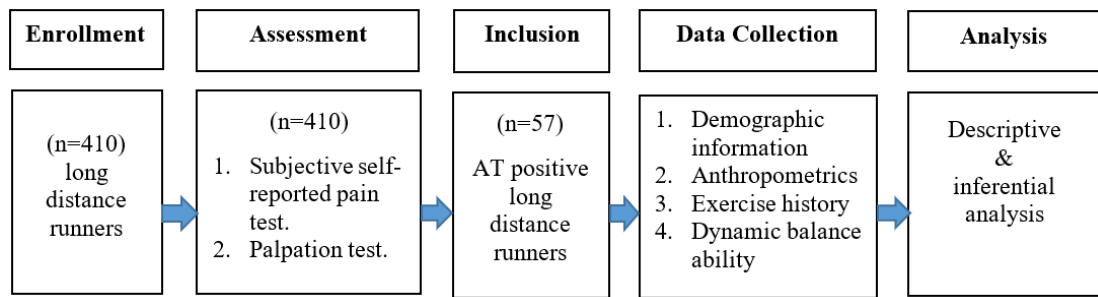 Enrollment
Assessment
Inclusion
Data Collection
Analysis
(n=410)
long
distance
runners
(n=410)
1. Subjective self-
reported pain
test.
2. Palpation test.
(n=57)
AT positive
long
distance
runners
1. Demographic
information
2. Anthropometrics
3. Exercise history
4. Dynamic balance
ability
Descriptive
&
inferential
analysis